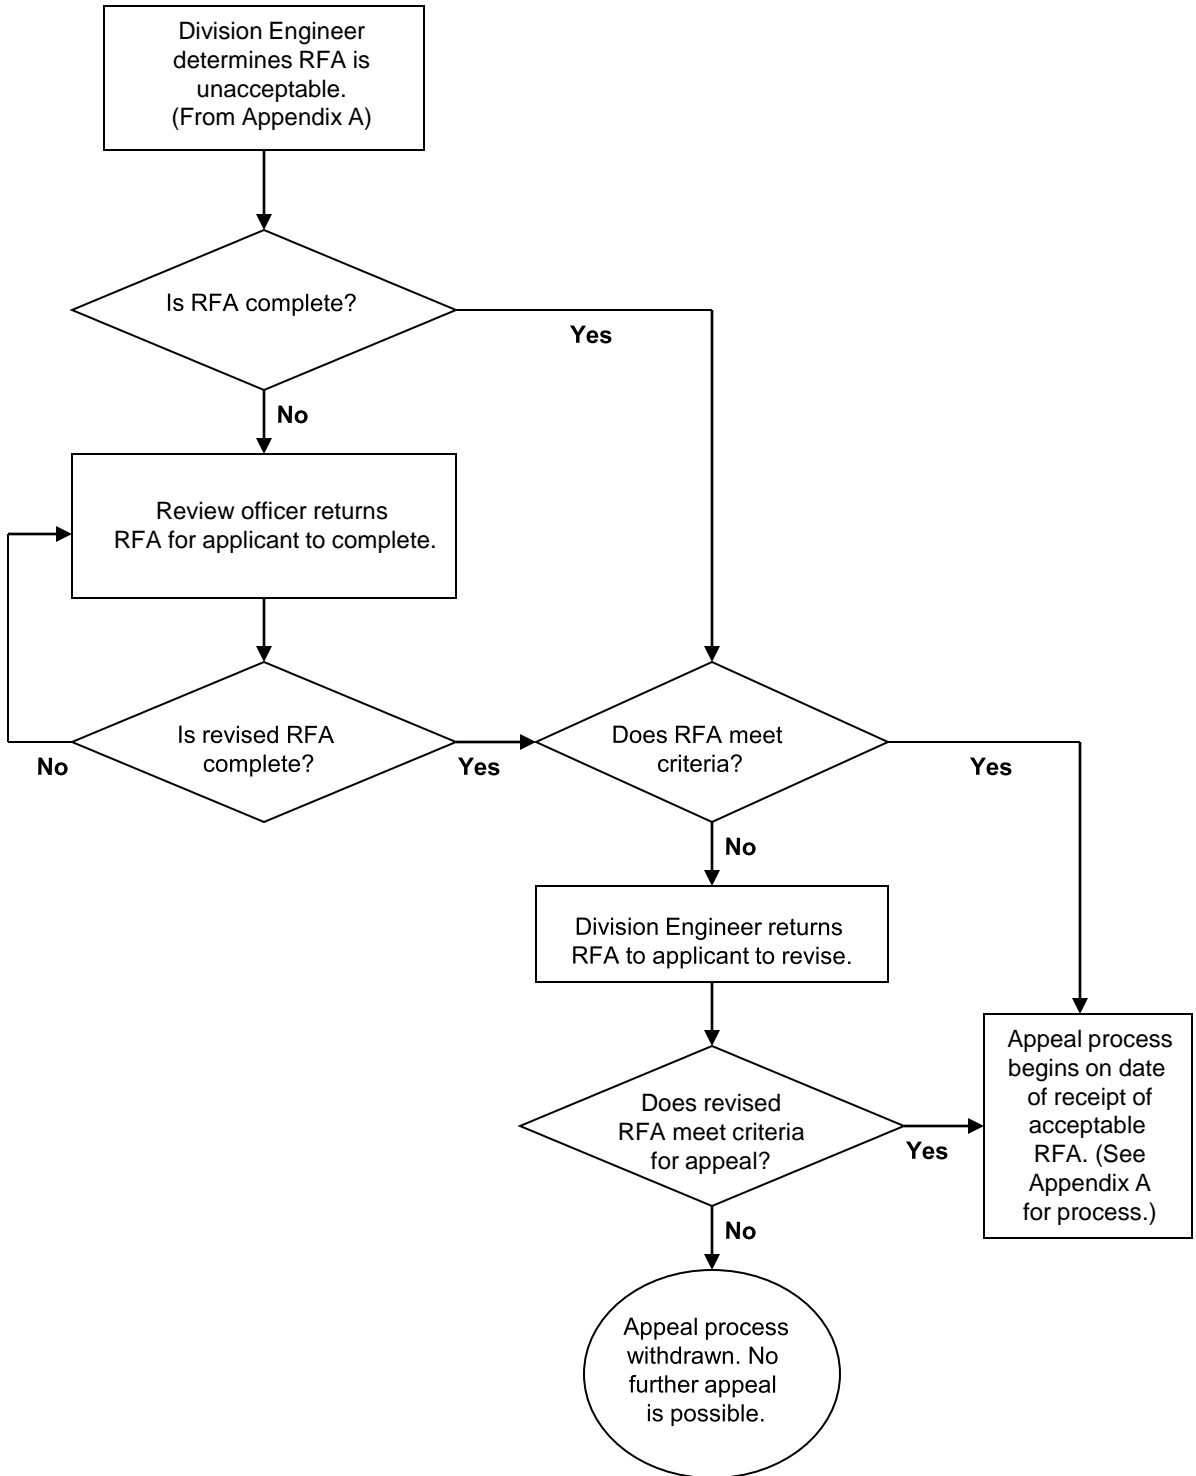 Division Engineer
determines RFA is
unacceptable.
(From Appendix A)
Is RFA complete?
Yes
No
Review officer returns
RFA for applicant to complete.
Is revised RFA
complete?
No
Yes
Does RFA meet
criteria?
Yes
No
Division Engineer returns
RFA to applicant to revise.
Does revised
RFA meet criteria
for appeal?
Yes
No
Appeal process
begins on date
of receipt of
acceptable
RFA. (See
Appendix A
for process.)
Appeal process
withdrawn. No
further appeal
is possible.